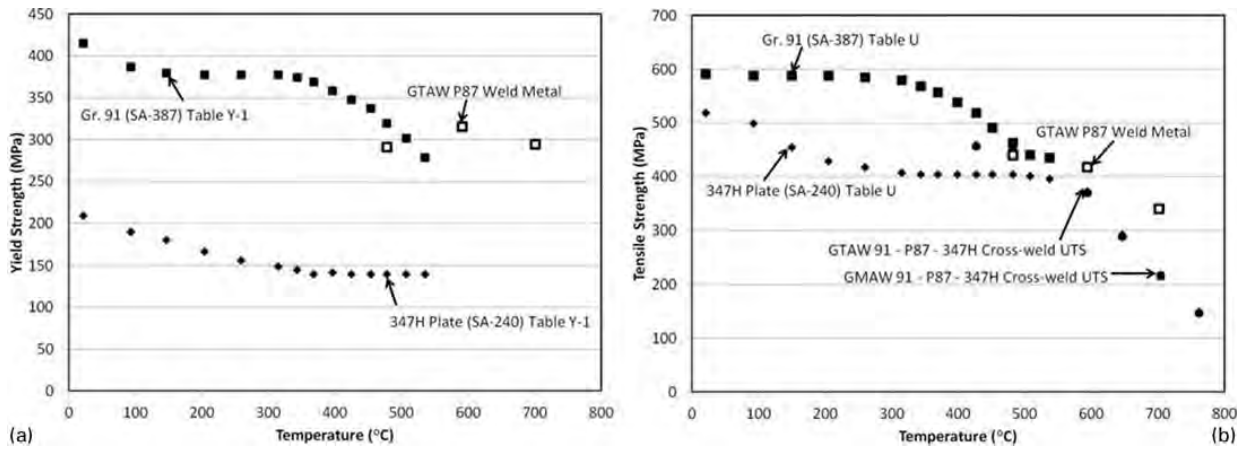 450
400
350
300
250
200
150
100
50
0
0 100 200 300 400 500 600 700 800
Yield Strength (MPa)
Temperature (°C)
Gr. 91 (SA-387) Table Y-1
GTAW P87 Weld Metal
347H Plate (SA-240) Table Y-1
(a)
700
600
500
400
300
200
100
0
0 100 200 300 400 500 600 700 800
Tensile Strength (MPa)
Temperature (°C)
Gr. 91 (SA-387) Table U
GTAW P87 Weld Metal
347H Plate (SA-240) Table U
GTAW 91 - P87 - 347H Cross-weld UTS
GMAW 91 - P87 - 347H Cross-weld UTS
(b)